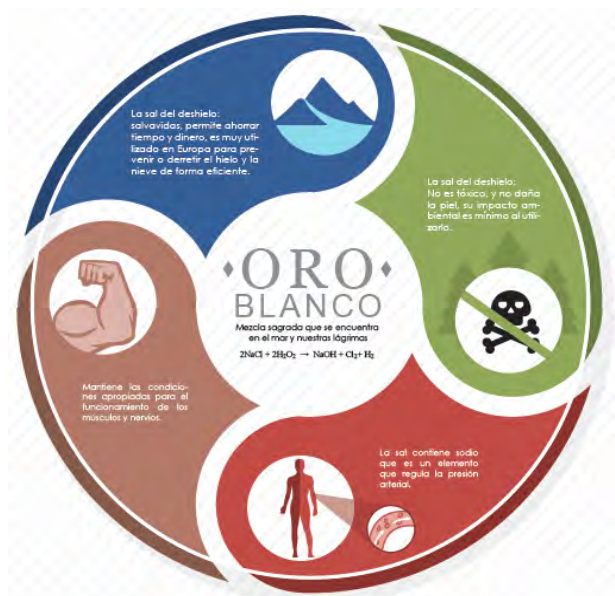 La sal del deshielo:
salvavidas, permite ahorrar
tiempo y dinero, es muy uti-
lizado en Europa para pre-
venir o derretir el hielo y la
nieve de forma eficiente.
La sal del deshielo:
No es tóxico, y no daña
la piel, su impacto am-
biental es mínimo al utili-
zarlo.
ORO
BLANCO
Mezcla sagrada que se encuentra
en el mar y nuestras lágrimas
2NaCl + 2H₂O₂ → NaOH + Cl₂ + H₂
Mantiene las condicio-
nes apropiadas para el
funcionamiento de los
músculos y nervios.
La sal contiene sodio
que es un elemento
que regula la presión
arterial.